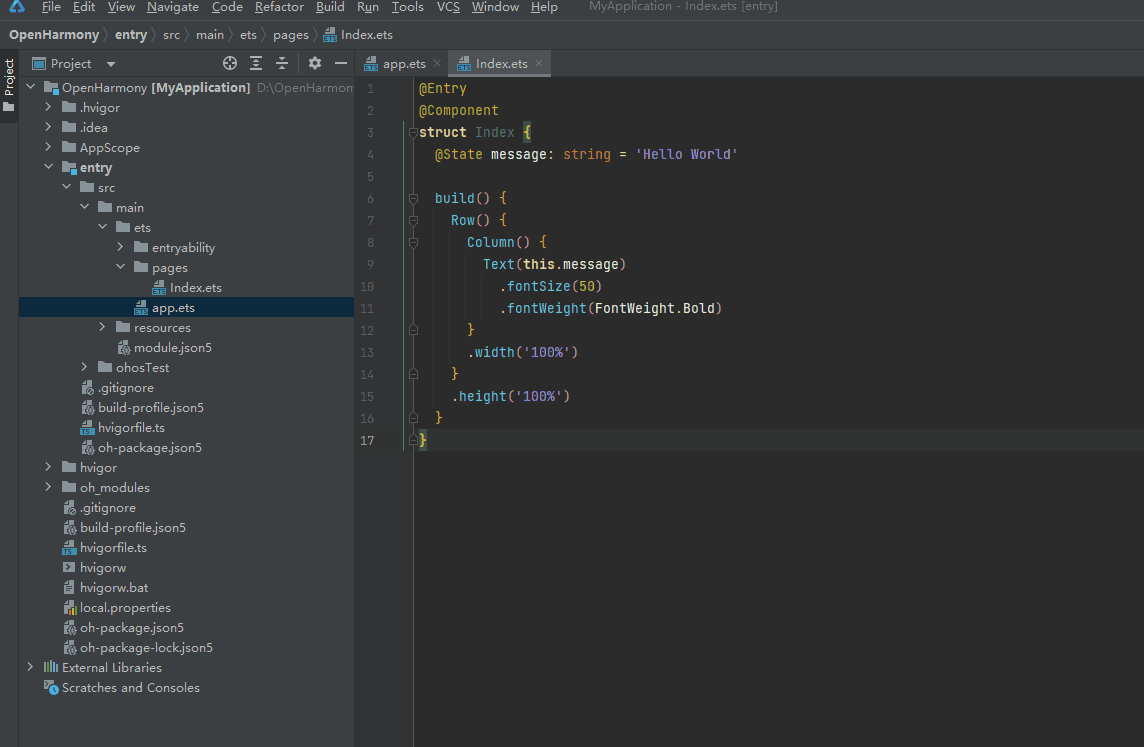 File Edit View Navigate Code Refactor Build Run Tools VCS Window Help MyApplication - Index.ets [entry]
OpenHarmony entry src main ets pages Index.ets
Project
Project
app.ets Index.ets
OpenHarmony [MyApplication] D:\OpenHarmony
.hvigor
.idea
AppScope
entry
src
main
ets
entryability
pages
Index.ets
app.ets
resources
module.json5
ohosTest
.gitignore
build-profile.json5
hvigorfile.ts
oh-package.json5
hvigor
oh_modules
.gitignore
build-profile.json5
hvigorfile.ts
hvigorw
hvigorw.bat
local.properties
oh-package.json5
oh-package-lock.json5
External Libraries
Scratches and Consoles
1 @Entry
2 @Component
3 struct Index {
4 @State message: string = 'Hello World'
5
6 build() {
7 Row() {
8 Column() {
9 Text(this.message)
10 .fontSize(50)
11 .fontWeight(FontWeight.Bold)
12 }
13 .width('100%')
14 }
15 .height('100%')
16 }
17 }